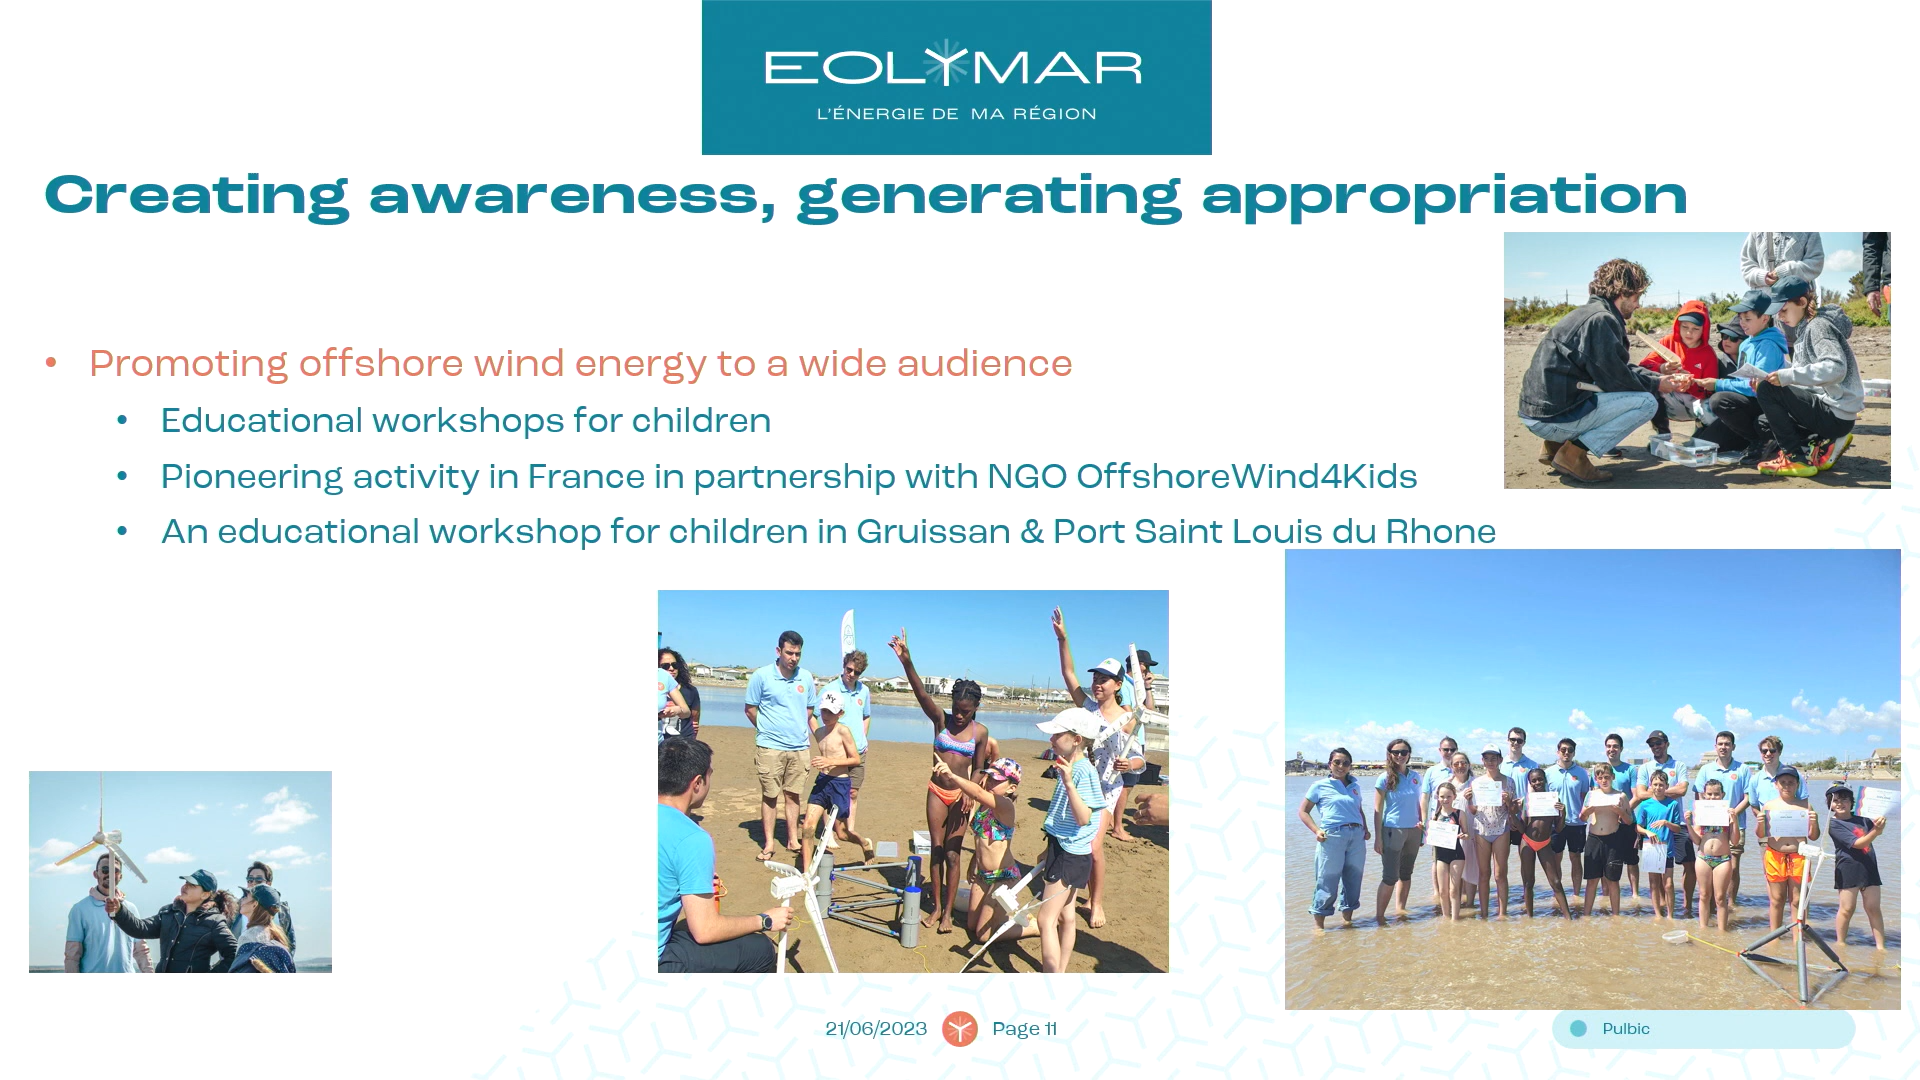 EOLYMAR
L'ÉNERGIE DE MA RÉGION
Creating awareness, generating appropriation
• Promoting offshore wind energy to a wide audience
• Educational workshops for children
• Pioneering activity in France in partnership with NGO OffshoreWind4Kids
• An educational workshop for children in Gruissan & Port Saint Louis du Rhone
NY
21/06/2023 Page 11
Pulbic